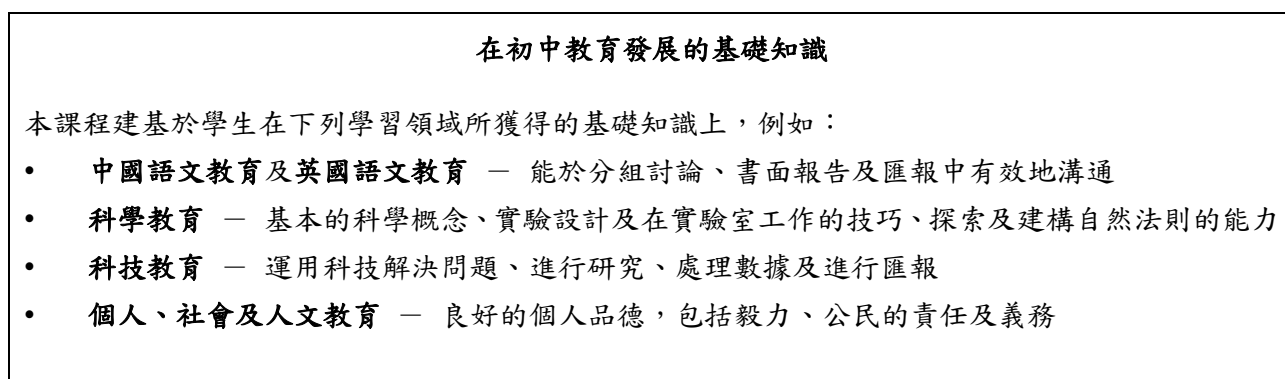 在初中教育發展的基礎知識
本課程建基於學生在下列學習領域所獲得的基礎知識上，例如：
• 中國語文教育及英國語文教育 － 能於分組討論、書面報告及匯報中有效地溝通
• 科學教育 － 基本的科學概念、實驗設計及在實驗室工作的技巧、探索及建構自然法則的能力
• 科技教育 － 運用科技解決問題、進行研究、處理數據及進行匯報
• 個人、社會及人文教育 － 良好的個人品德，包括毅力、公民的責任及義務